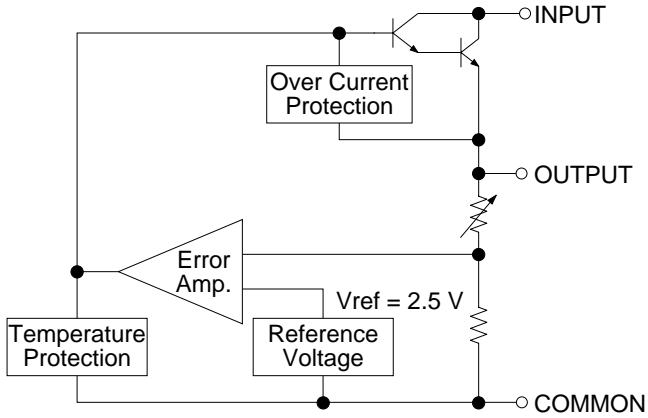 INPUT
Over Current
Protection
OUTPUT
Error
Amp.
Vref = 2.5 V
Temperature
Protection
Reference
Voltage
COMMON